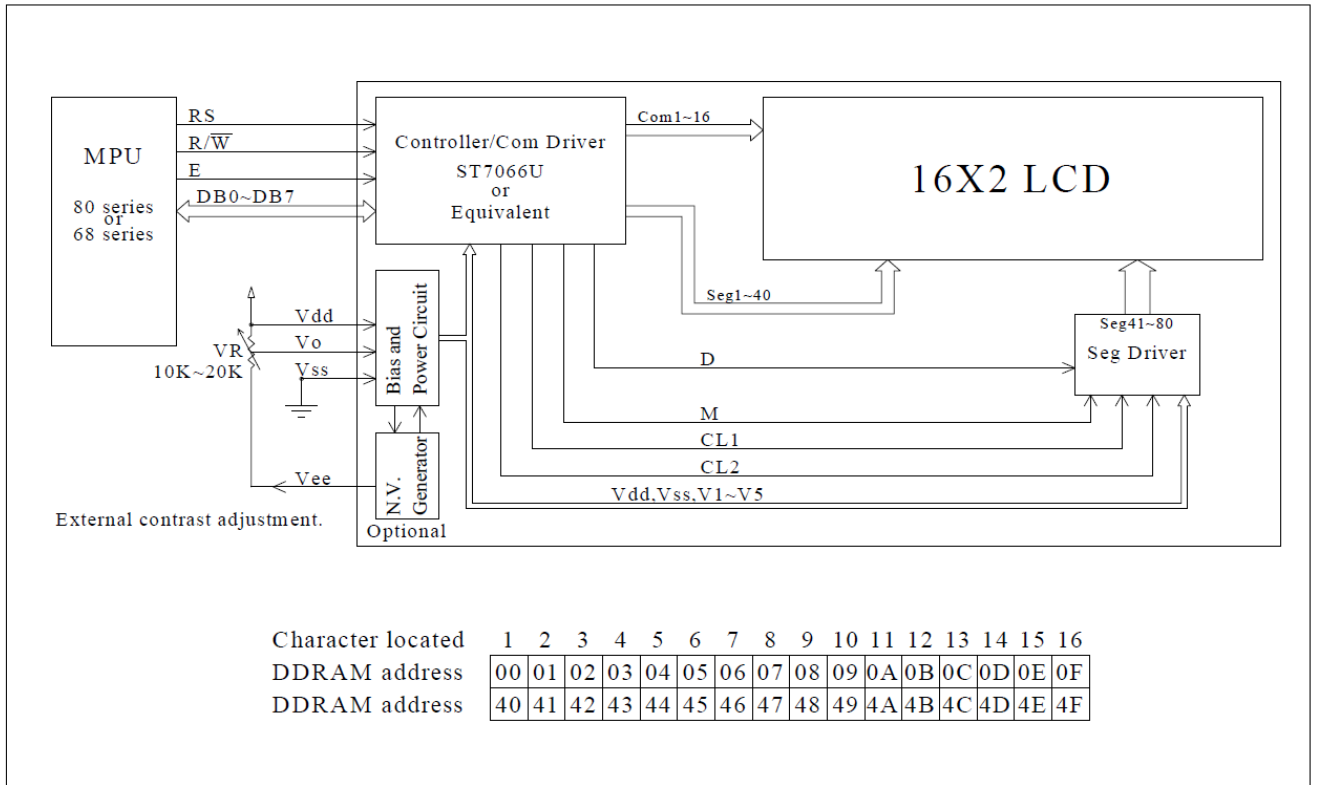 MPU
80 series
or
68 series
RS
R/W̅
E
DB0~DB7
Controller/Com Driver
ST7066U
or
Equivalent
Com1~16
16X2 LCD
Seg1~40
Seg41~80
Seg Driver
Vdd
Vo
Vss
VR
10K~20K
Bias and
Power Circuit
N.V.
Generator
Optional
Vee
External contrast adjustment.
D
M
CL1
CL2
Vdd,Vss,V1~V5
Character located 1 2 3 4 5 6 7 8 9 10 11 12 13 14 15 16
DDRAM address 00 01 02 03 04 05 06 07 08 09 0A 0B 0C 0D 0E 0F
DDRAM address 40 41 42 43 44 45 46 47 48 49 4A 4B 4C 4D 4E 4F